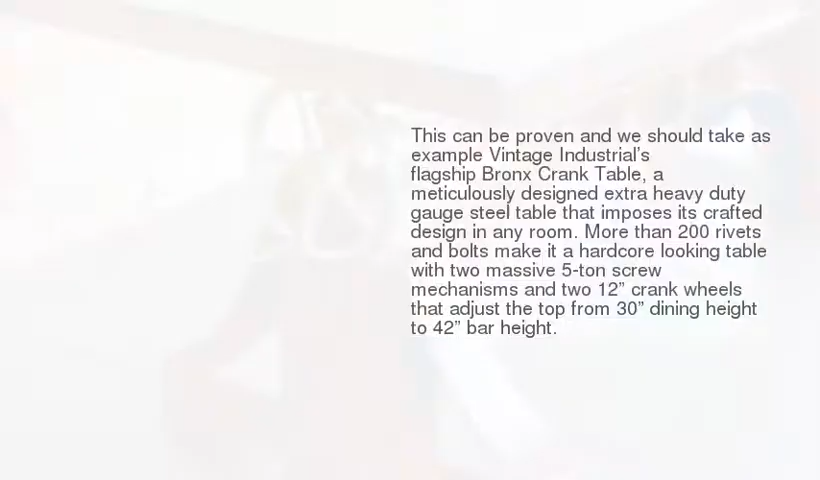 This can be proven and we should take as
example Vintage Industrial’s
flagship Bronx Crank Table, a
meticulously designed extra heavy duty
gauge steel table that imposes its crafted
design in any room. More than 200 rivets
and bolts make it a hardcore looking table
with two massive 5-ton screw
mechanisms and two 12” crank wheels
that adjust the top from 30” dining height
to 42” bar height.